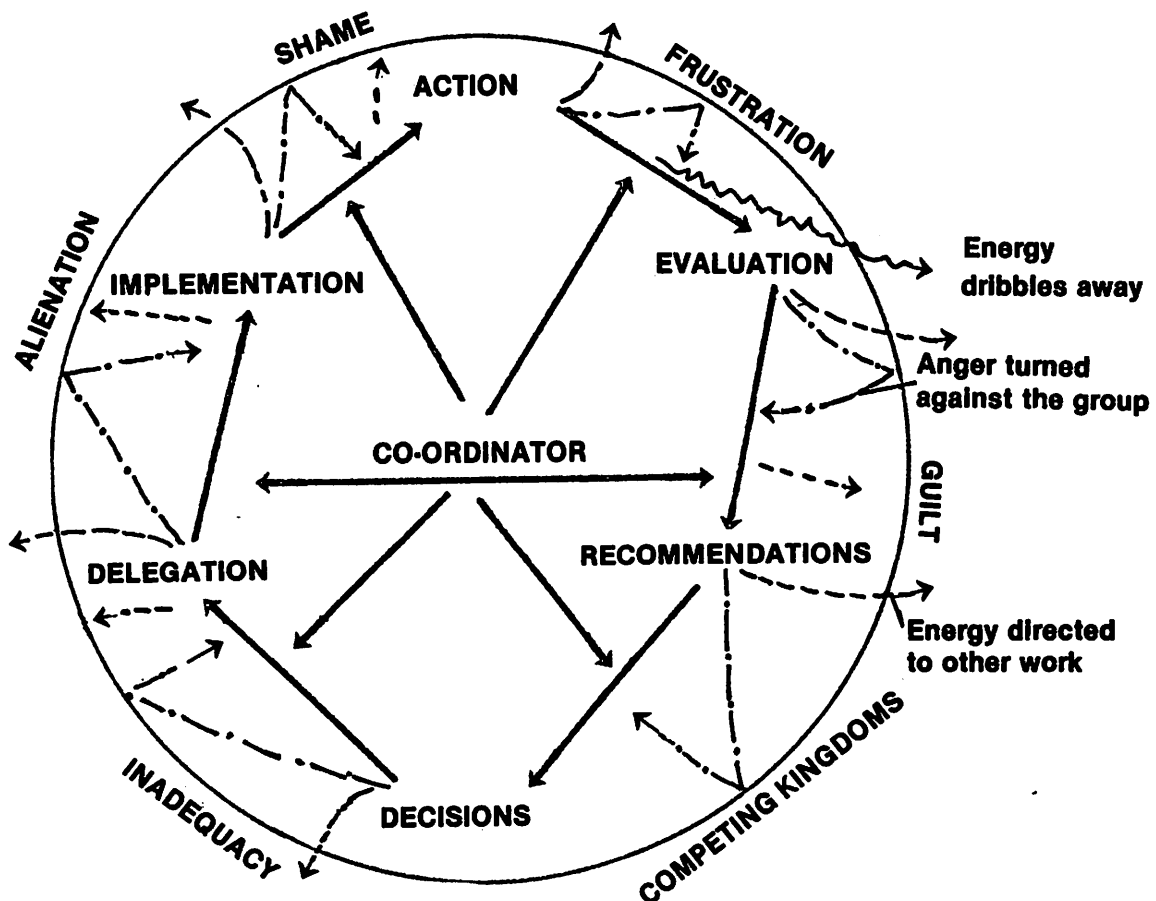 SHAME
FRUSTRATION
ACTION
ALIENATION
IMPLEMENTATION
EVALUATION
Energy
dribbles away
Anger turned
against the group
CO-ORDINATOR
GUILT
DELEGATION
RECOMMENDATIONS
Energy directed
to other work
INADEQUACY
DECISIONS
COMPETING KINGDOMS